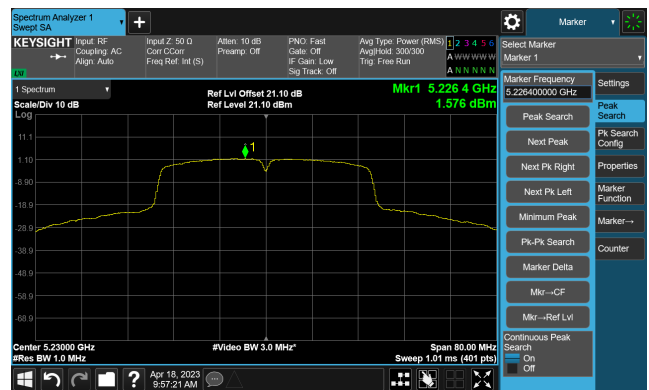 Spectrum Analyzer 1
Swept SA
+
Marker
KEYSIGHT
Input: RF
Coupling: AC
Align: Auto
Input Z: 50 Ω
Corr CCorr
Freq Ref: Int (S)
Atten: 10 dB
Preamp: Off
PNO: Fast
Gate: Off
IF Gain: Low
Sig Track: Off
Avg Type: Power (RMS)
Avg|Hold: 300/300
Trig: Free Run
1 2 3 4 5 6
A W W W W W
A N N N N N
LXI
Select Marker
Marker 1
1 Spectrum
Scale/Div 10 dB
Log
Ref Lvl Offset 21.10 dB
Ref Level 21.10 dBm
Mkr1 5.226 4 GHz
1.576 dBm
11.1
1.10
-8.90
-18.9
-28.9
-38.9
-48.9
-58.9
-68.9
1
Center 5.23000 GHz
#Res BW 1.0 MHz
#Video BW 3.0 MHz*
Span 80.00 MHz
Sweep 1.01 ms (401 pts)
Marker Frequency
5.226400000 GHz
Peak Search
Next Peak
Next Pk Right
Next Pk Left
Minimum Peak
Pk-Pk Search
Marker Delta
Mkr→CF
Mkr→Ref Lvl
Continuous Peak
Search
On
Off
Settings
Peak
Search
Pk Search
Config
Properties
Marker
Function
Marker→
Counter
?
Apr 18, 2023
9:57:21 AM